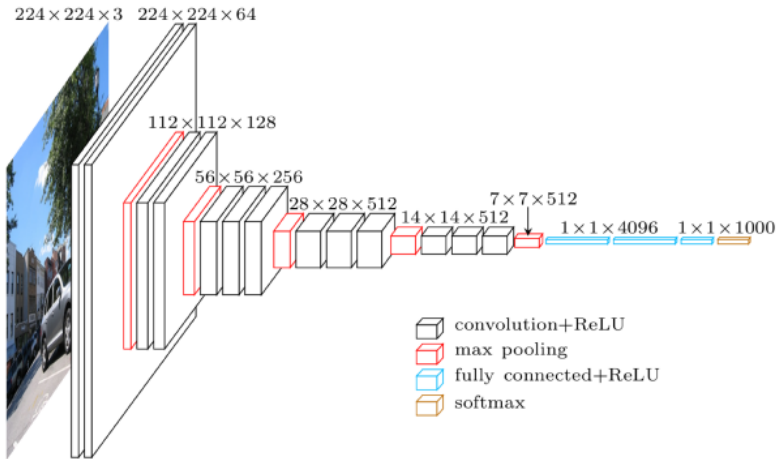 224×224×3
224×224×64
112×112×128
56×56×256
28×28×512
14×14×512
7×7×512
1×1×4096
1×1×1000
convolution+ReLU
max pooling
fully connected+ReLU
softmax